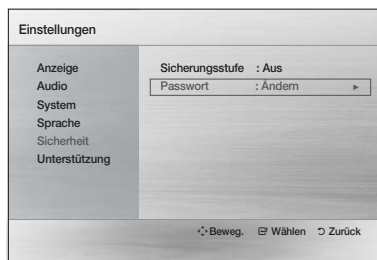 Einstellungen
Anzeige
Audio
System
Sprache
Sicherheit
Unterstützung
Sicherungsstufe : Aus
Passwort : Ändern ►
Beweg. Wählen Zurück